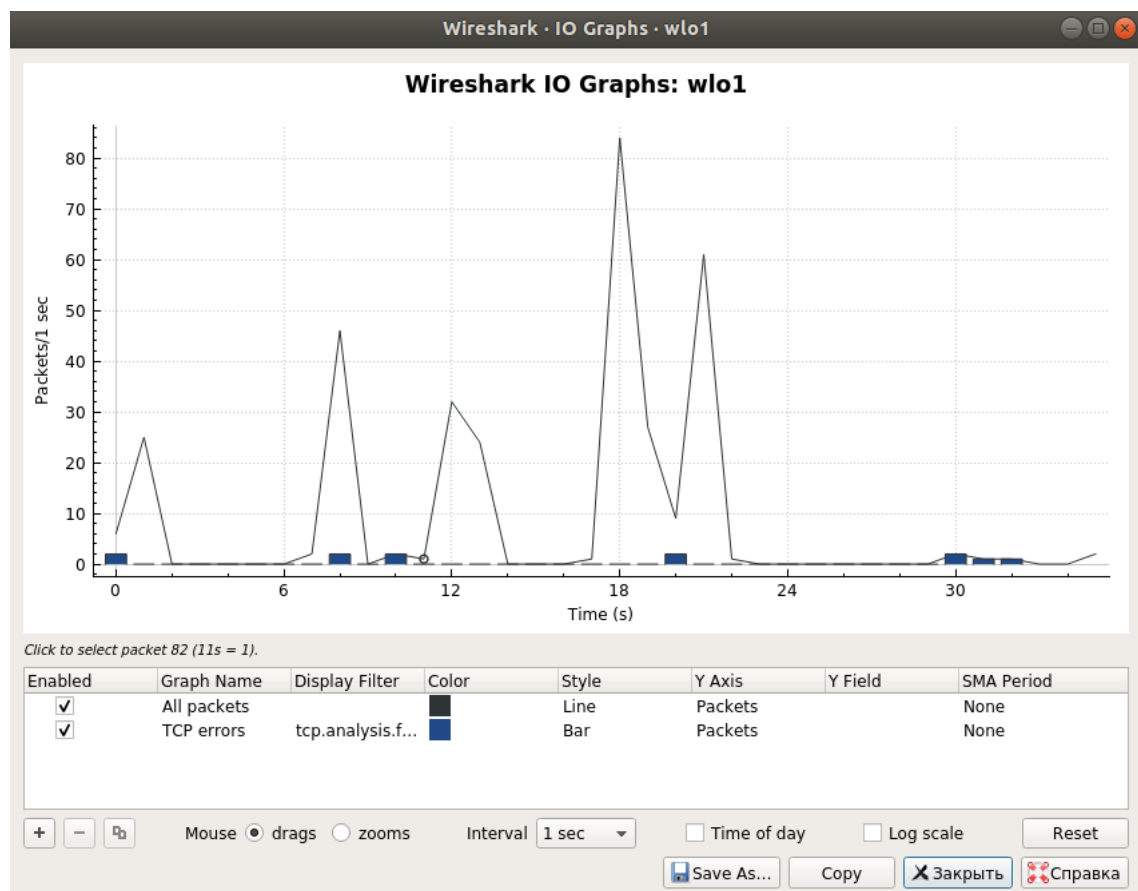 Wireshark · IO Graphs · wlo1
Wireshark IO Graphs: wlo1
80
70
60
50
40
30
20
10
0
Packets/1 sec
0 6 12 18 24 30
Time (s)
Click to select packet 82 (11s = 1).
Enabled Graph Name Display Filter Color Style Y Axis Y Field SMA Period
All packets Line Packets None
TCP errors tcp.analysis.f... Bar Packets None
Mouse drags zooms Interval 1 sec Time of day Log scale Reset
Save As... Copy Закрыть Справка